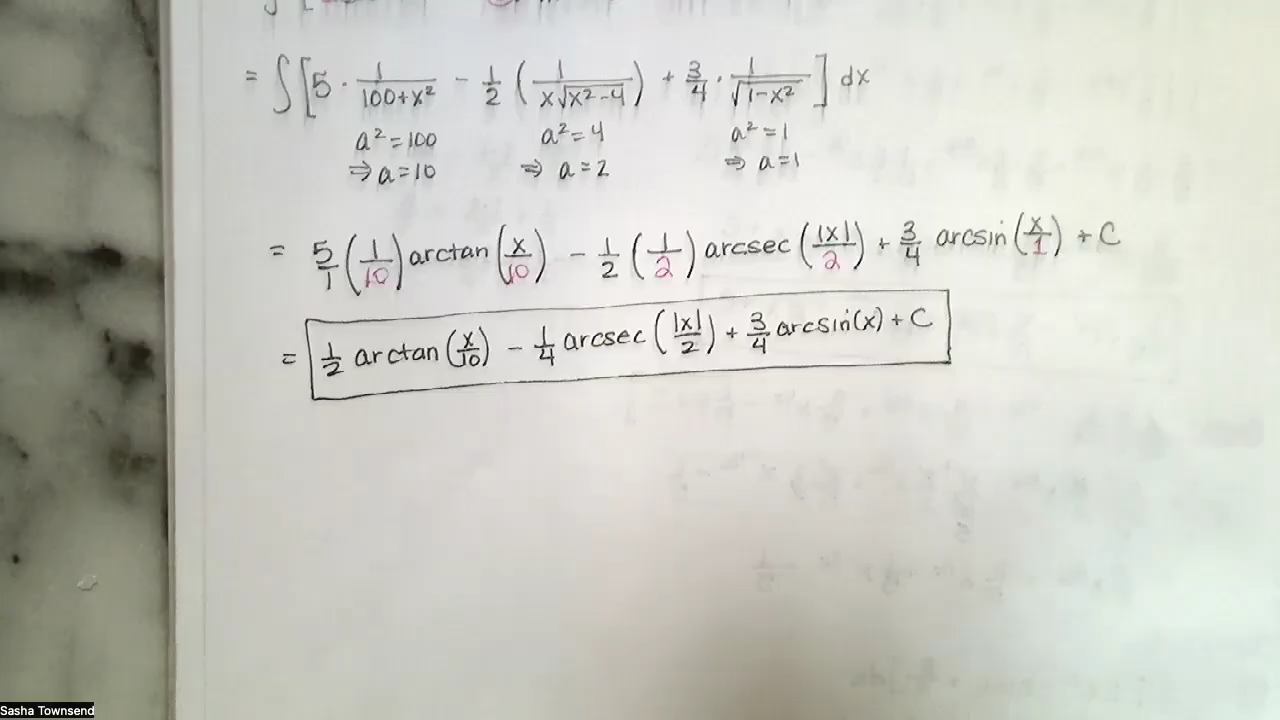 = ∫ [5 · 1/(100+x²) − 1/2 (1/(x√(x²−4))) + 3/4 · 1/√(1−x²)] dx
a²=100 a²=4 a²=1
⇒ a=10 ⇒ a=2 ⇒ a=1
= 5/1 (1/10) arctan (x/10) − 1/2 (1/2) arcsec (|x|/2) + 3/4 arcsin (x/1) + C
= 1/2 arctan (x/10) − 1/4 arcsec (|x|/2) + 3/4 arcsin(x) + C
Sasha Townsend